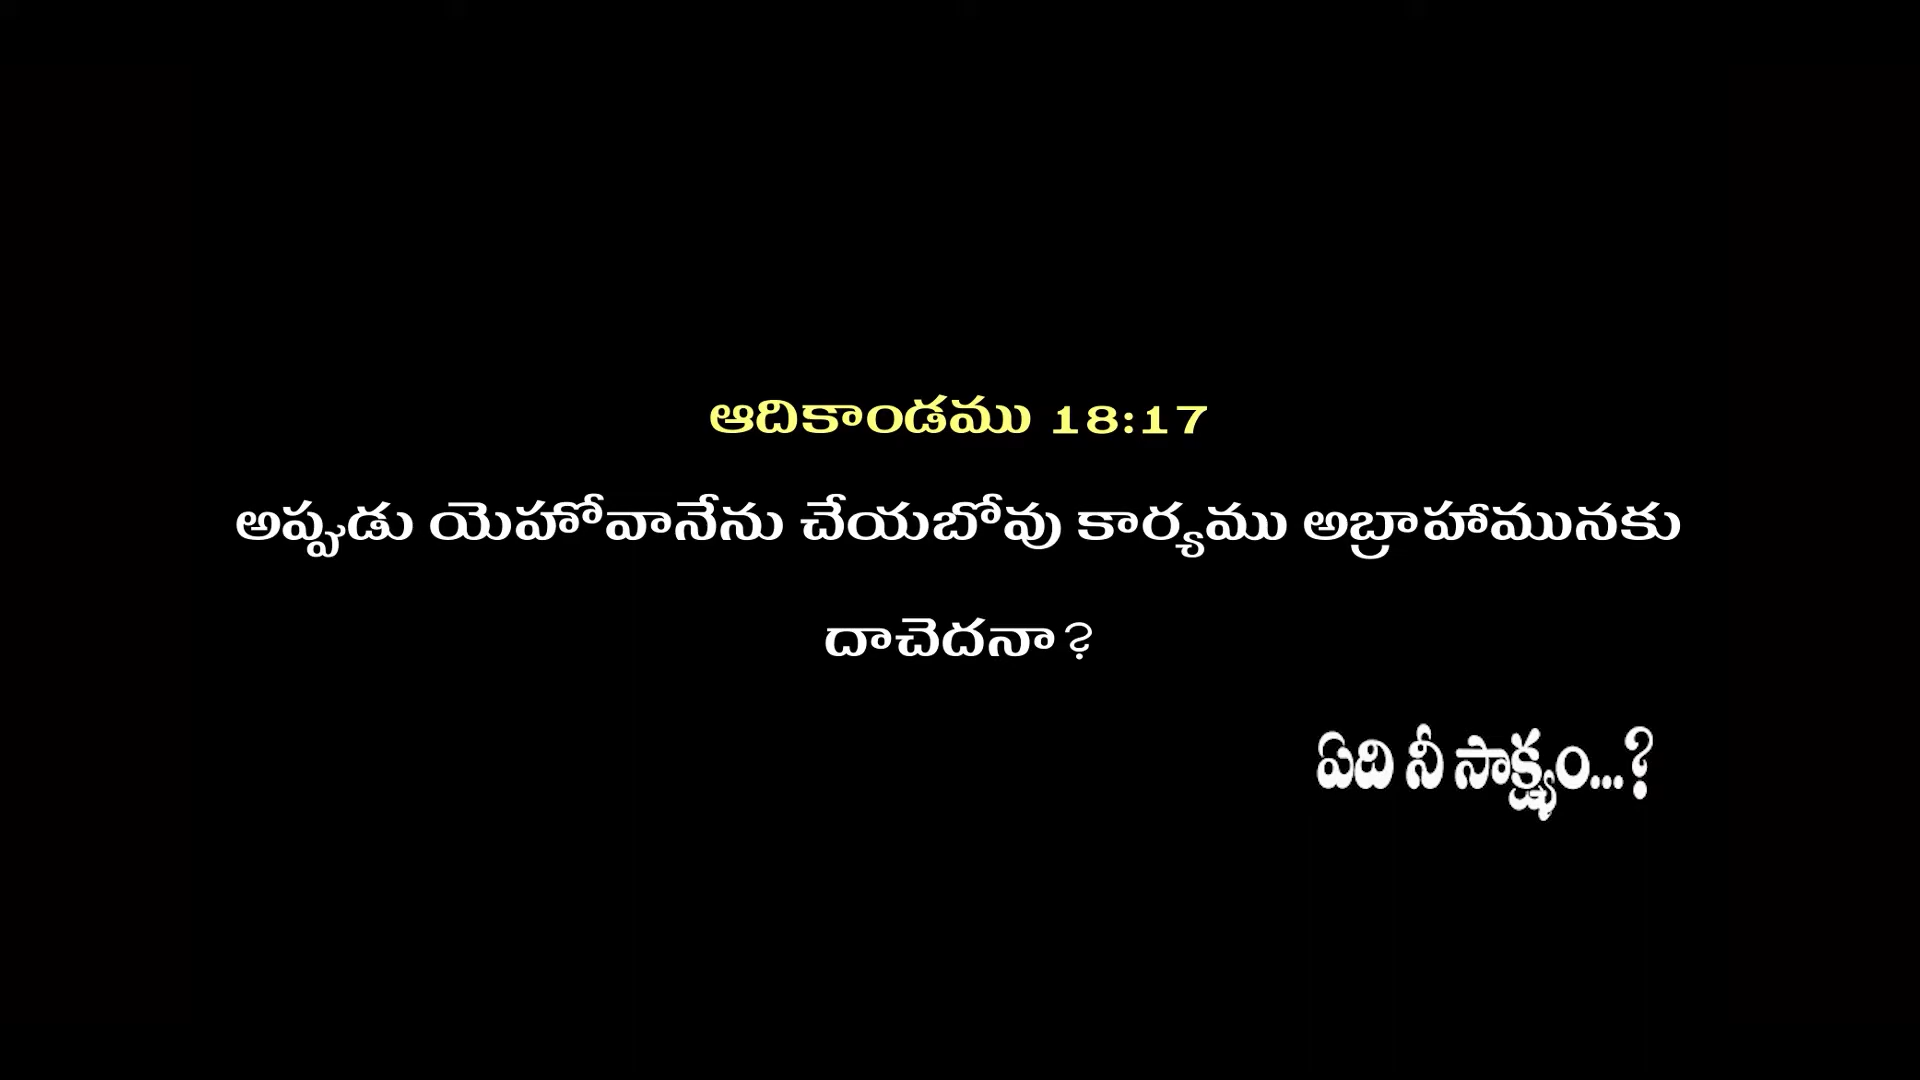 ఆదికాండము 18:17
అప్పుడు యెహోవానేను చేయబోవు కార్యము అబ్రాహామునకు
దాచెదనా?
ఏది నీ సాక్ష్యం...?